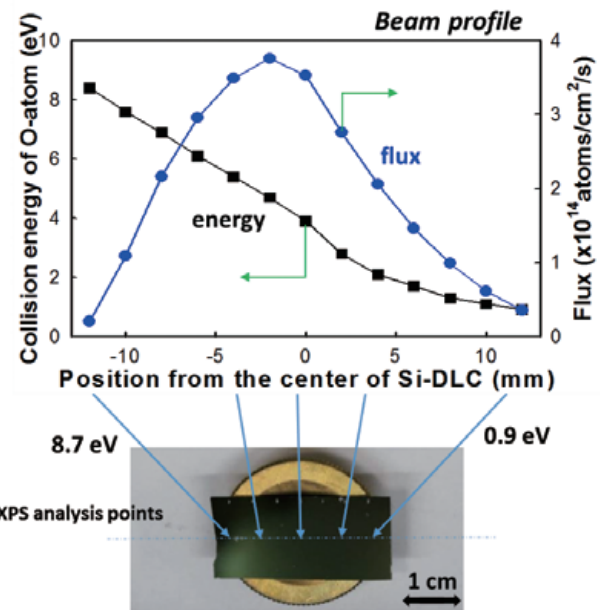 Beam profile
Collision energy of O-atom (eV)
10
8
6
4
2
0
4
3
2
1
0
Flux (x10¹⁴atoms/cm²/s)
flux
energy
-10
-5
0
5
10
Position from the center of Si-DLC (mm)
8.7 eV
0.9 eV
XPS analysis points
1 cm